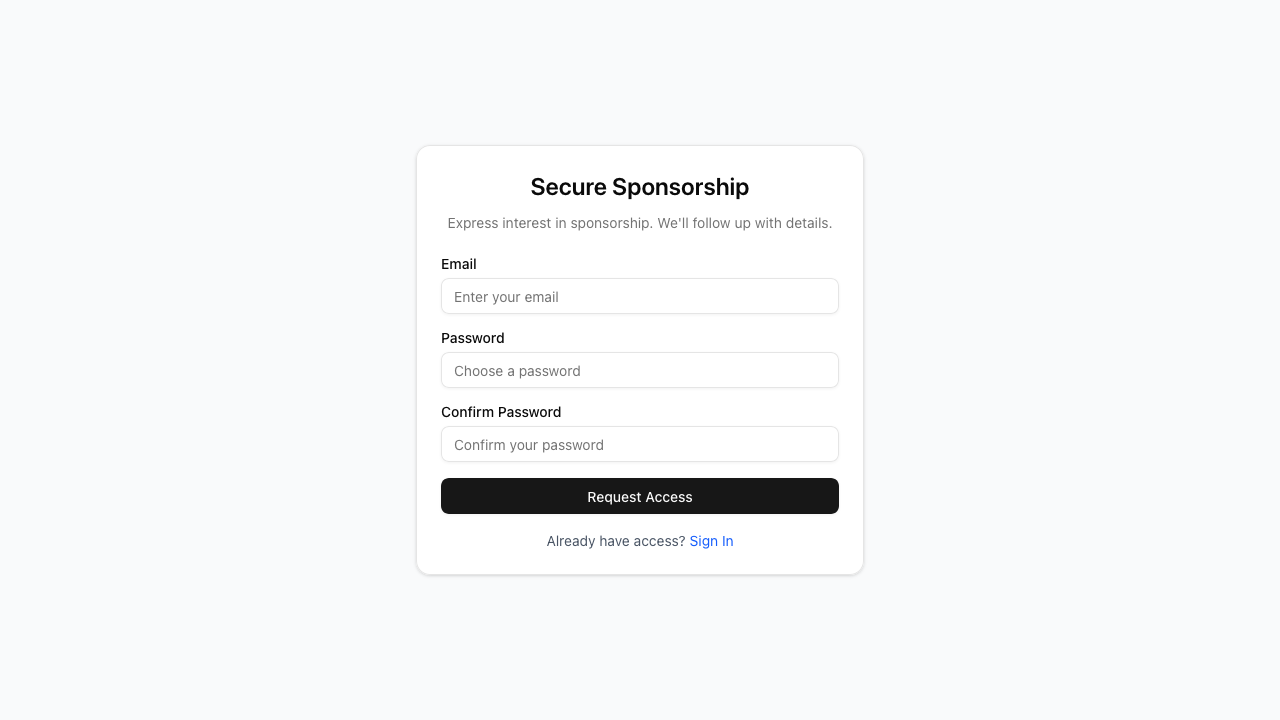 Secure Sponsorship
Express interest in sponsorship. We'll follow up with details.
Email
Enter your email
Password
Choose a password
Confirm Password
Confirm your password
Request Access
Already have access? Sign In